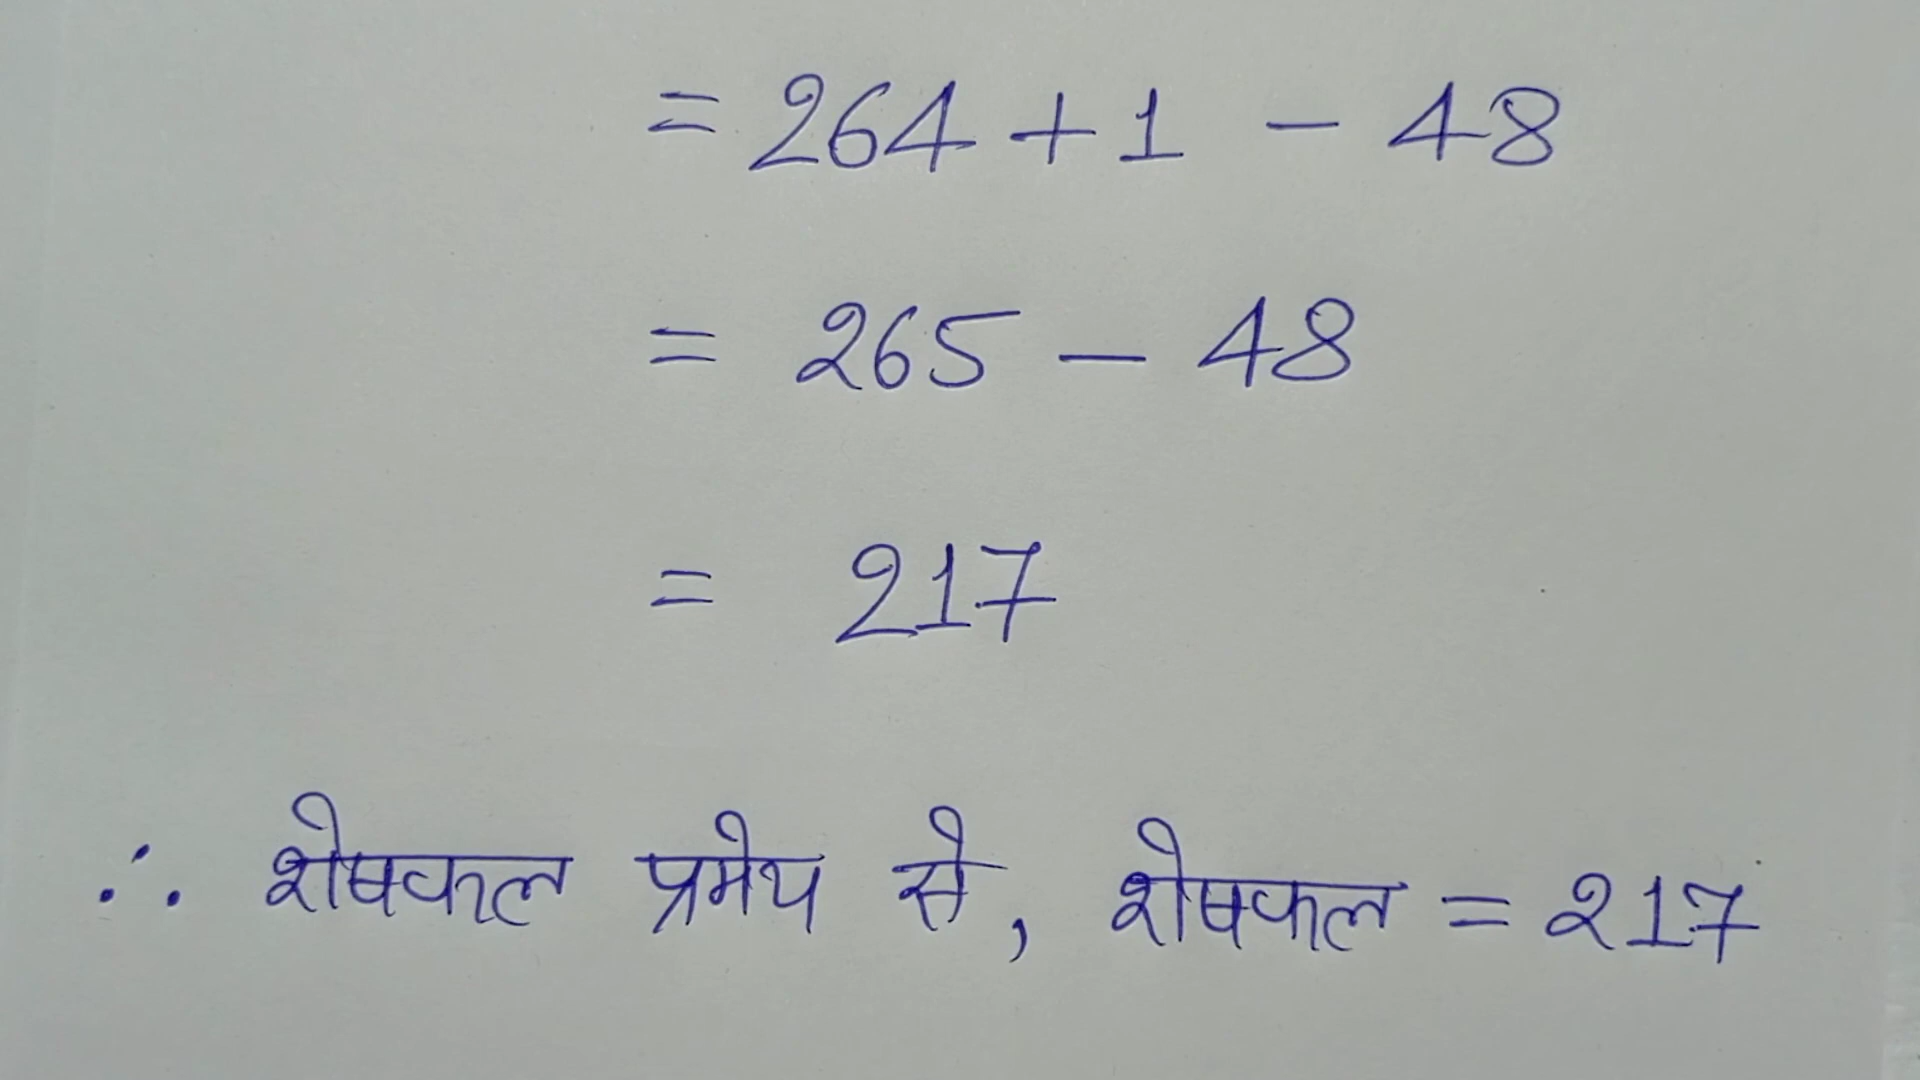 = 264 + 1 - 48
= 265 - 48
= 217
∴ शेषफल प्रमेय से, शेषफल = 217